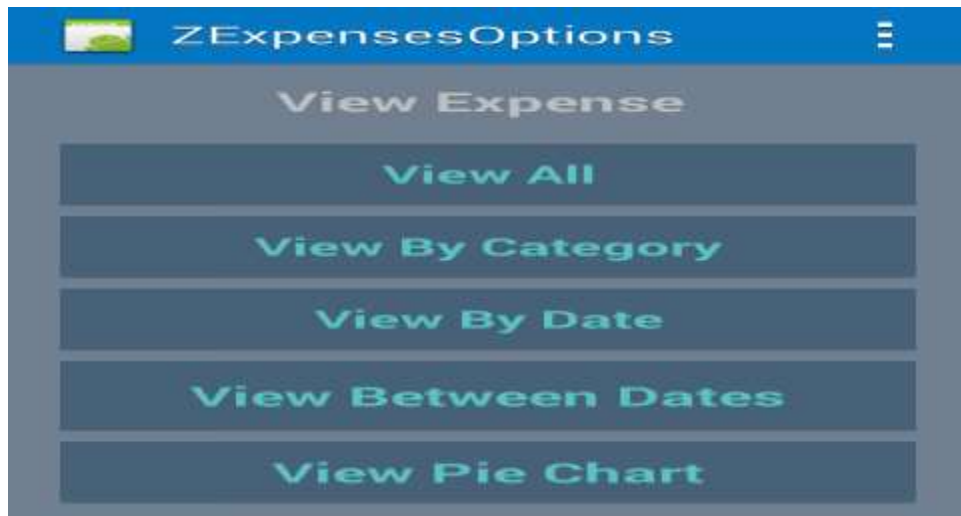 ZExpensesOptions
View Expense
View All
View By Category
View By Date
View Between Dates
View Pie Chart